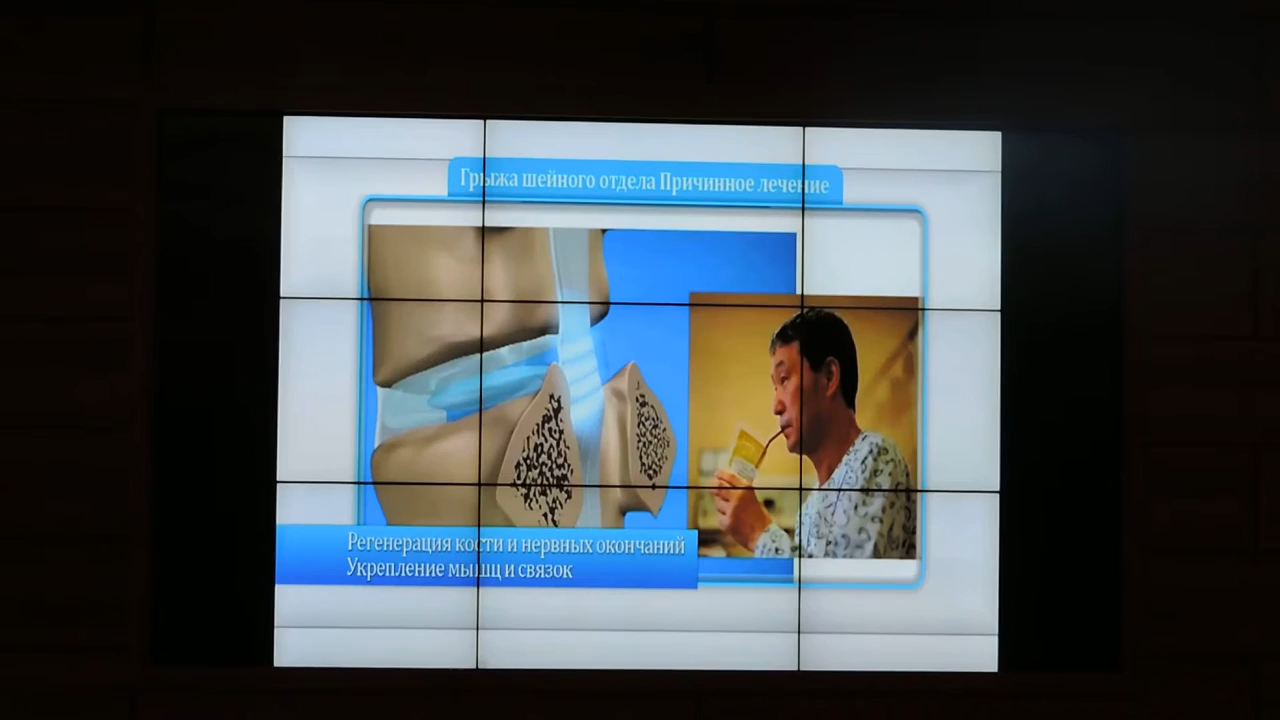 Грыжа шейного отдела Причинное лечение
Регенерация кости и нервных окончаний
Укрепление мышц и связок